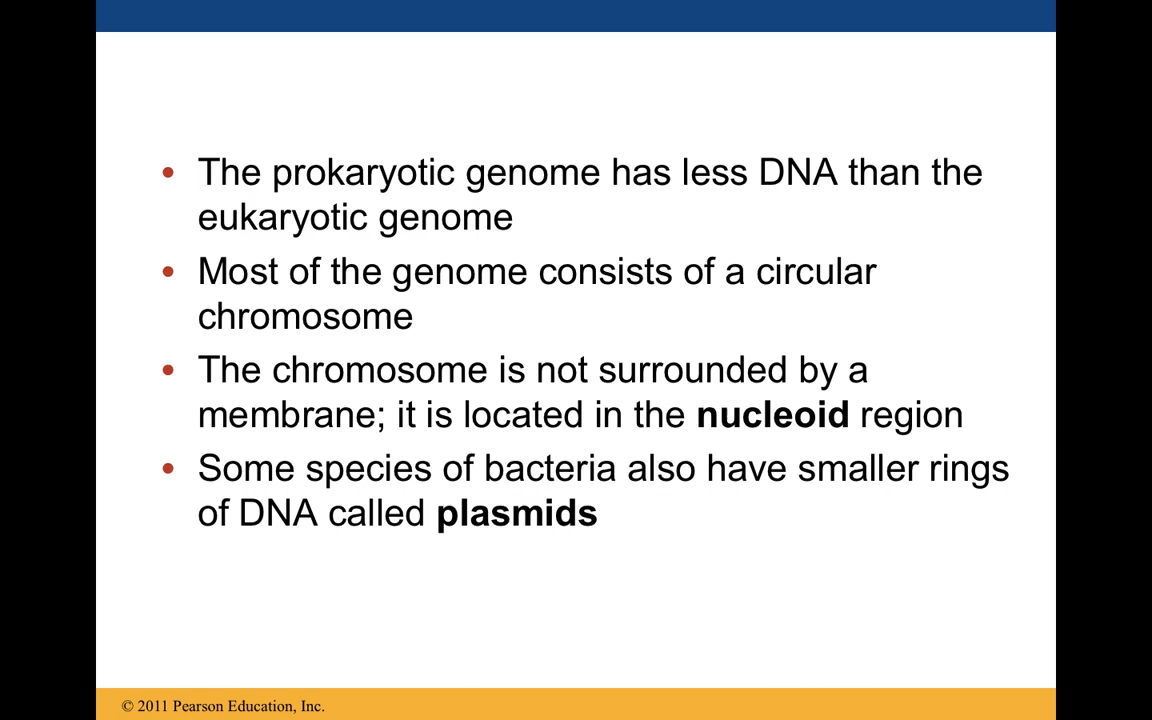 • The prokaryotic genome has less DNA than the
eukaryotic genome
• Most of the genome consists of a circular
chromosome
• The chromosome is not surrounded by a
membrane; it is located in the nucleoid region
• Some species of bacteria also have smaller rings
of DNA called plasmids
© 2011 Pearson Education, Inc.